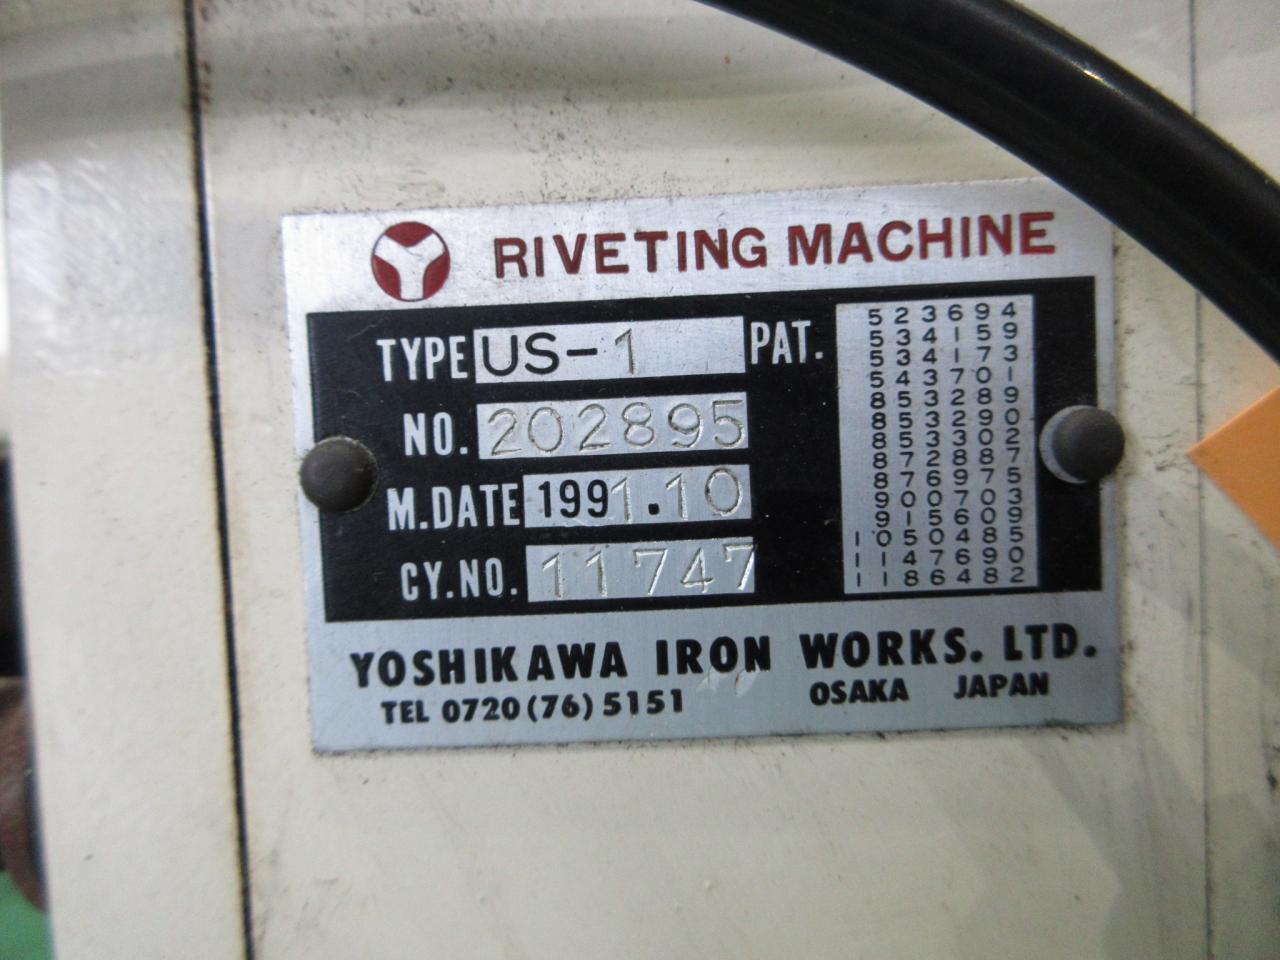 RIVETING MACHINE
TYPE US-1
NO. 202895
M.DATE 1991.10
CY.NO. 11747
PAT.
523694
534159
534173
543701
853289
853290
853302
872887
876975
900703
915609
1050485
1147690
1186482
YOSHIKAWA IRON WORKS. LTD.
TEL 0720(76)5151 OSAKA JAPAN